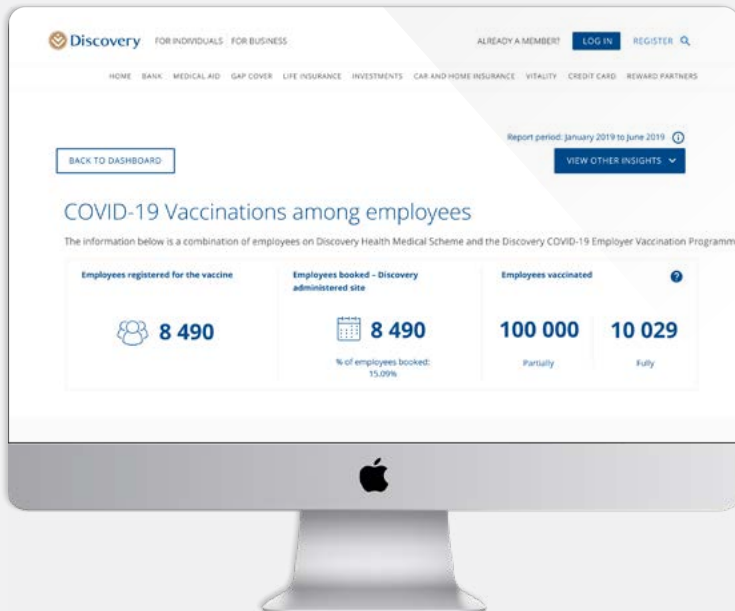 Discovery FOR INDIVIDUALS FOR BUSINESS ALREADY A MEMBER? LOG IN REGISTER
HOME BANK MEDICAL AID GAP COVER LIFE INSURANCE INVESTMENTS CAR AND HOME INSURANCE VITALITY CREDIT CARD REWARD PARTNERS
Report period: January 2019 to June 2019
BACK TO DASHBOARD VIEW OTHER INSIGHTS
COVID-19 Vaccinations among employees
The information below is a combination of employees on Discovery Health Medical Scheme and the Discovery COVID-19 Employer Vaccination Programm
Employees registered for the vaccine
8 490
Employees booked – Discovery
administered site
8 490
% of employees booked:
15.09%
Employees vaccinated ?
100 000 10 029
Partially Fully